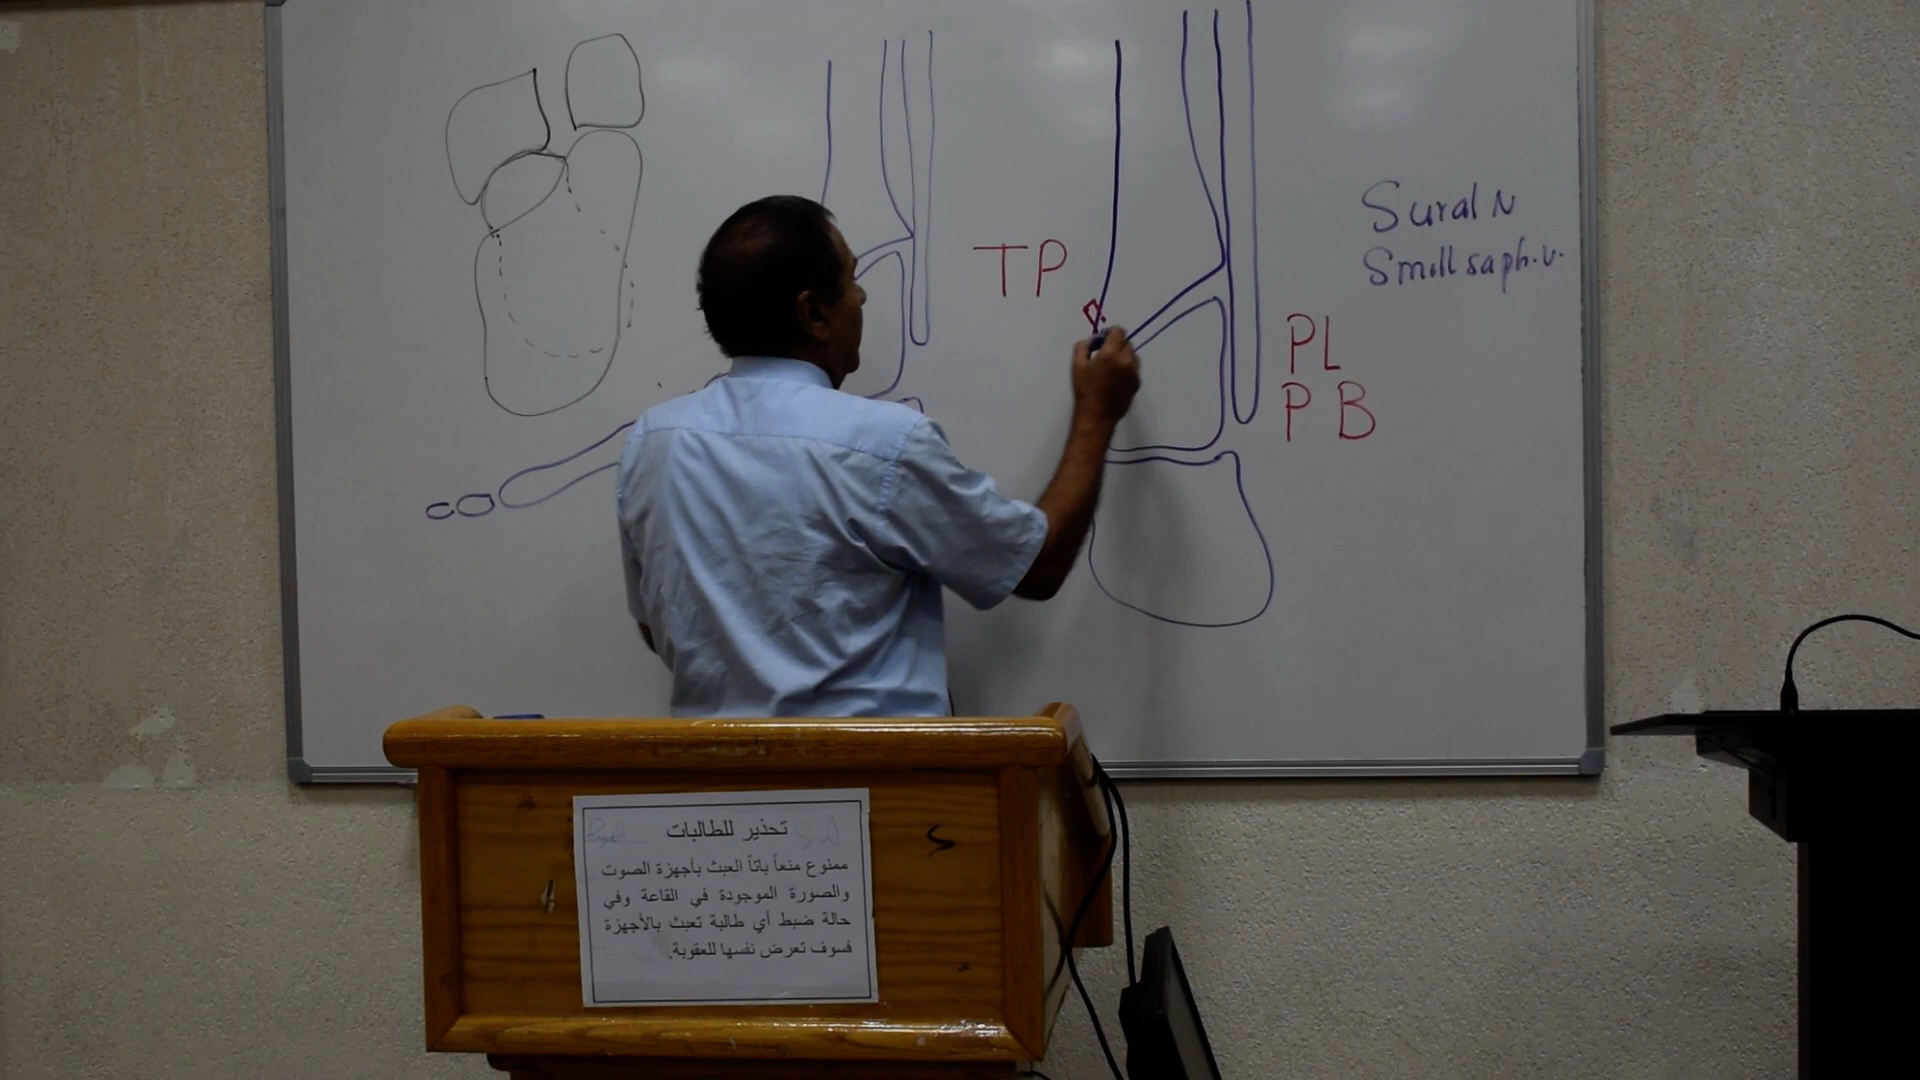 TP
Sural N
Small saph. v.
PL
PB
تحذير للطالبات
ممنوع منعاً باتاً العبث بأجهزة الصوت
والصورة الموجودة في القاعة وفي
حالة ضبط أي طالبة تعبث بالأجهزة
فسوف تعرض نفسها للعقوبة.